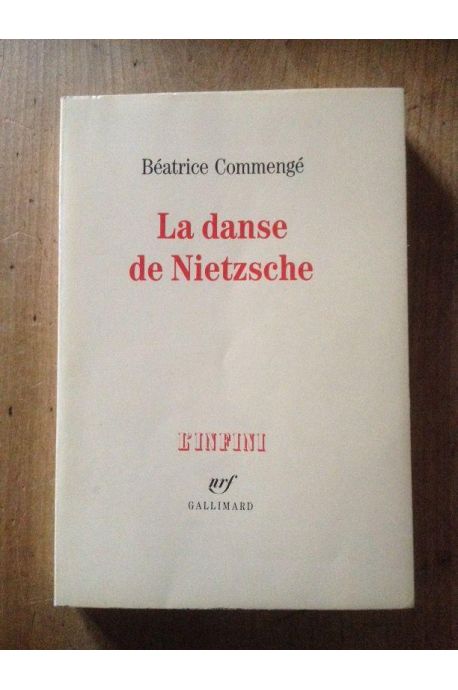 Béatrice Commengé
La danse
de Nietzsche
L'INFINI
nrf
GALLIMARD